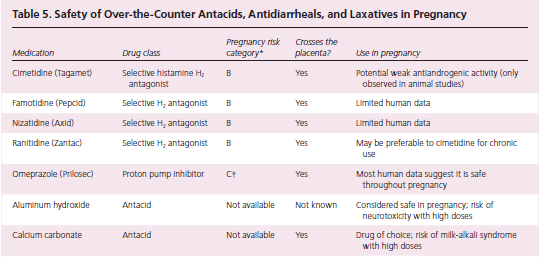 Table 5. Safety of Over-the-Counter Antacids, Antidiarrheals, and Laxatives in Pregnancy
Medication Drug class Pregnancy risk category* Crosses the placenta? Use in pregnancy
Cimetidine (Tagamet) Selective histamine H₂ antagonist B Yes Potential weak antiandrogenic activity (only observed in animal studies)
Famotidine (Pepcid) Selective H₂ antagonist B Yes Limited human data
Nizatidine (Axid) Selective H₂ antagonist B Yes Limited human data
Ranitidine (Zantac) Selective H₂ antagonist B Yes May be preferable to cimetidine for chronic use
Omeprazole (Prilosec) Proton pump inhibitor C† Yes Most human data suggest it is safe throughout pregnancy
Aluminum hydroxide Antacid Not available Not known Considered safe in pregnancy; risk of neurotoxicity with high doses
Calcium carbonate Antacid Not available Yes Drug of choice; risk of milk-alkali syndrome with high doses